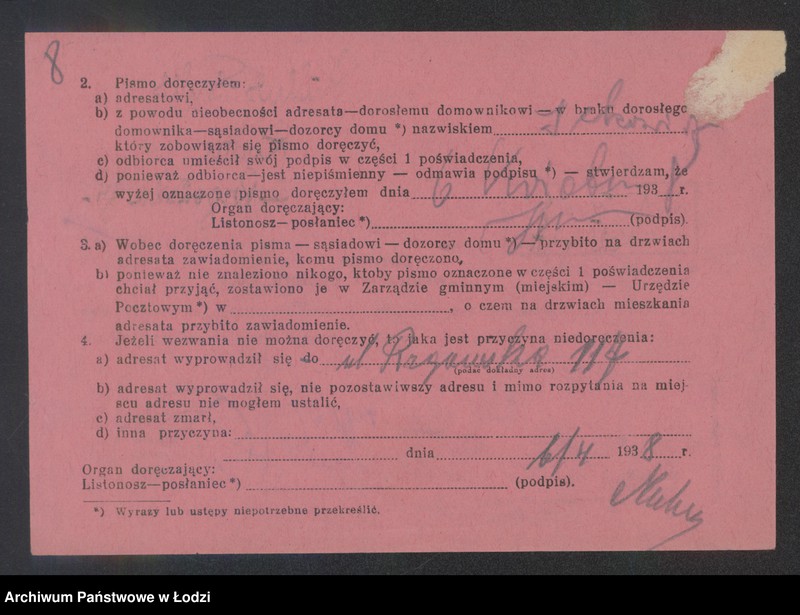 8
2. Pismo doręczyłem:
a) adresatowi,
b) z powodu nieobecności adresata—dorosłemu domownikowi — w braku dorosłego
domownika—sąsiadowi—dozorcy domu *) nazwiskiem
który zobowiązał się pismo doręczyć,
c) odbiorca umieścił swój podpis w części 1 poświadczenia,
d) ponieważ odbiorca—jest niepiśmienny — odmawia podpisu *) — stwierdzam, że
wyżej oznaczone pismo doręczyłem dnia 6 193 r.
Organ doręczający:
Listonosz—posłaniec *) (podpis).
3. a) Wobec doręczenia pisma — sąsiadowi — dozorcy domu *) — przybito na drzwiach
adresata zawiadomienie, komu pismo doręczono,
b) ponieważ nie znaleziono nikogo, ktoby pismo oznaczone w części 1 poświadczenia
chciał przyjąć, zostawiono je w Zarządzie gminnym (miejskim) — Urzędzie
Pocztowym *) w , o czem na drzwiach mieszkania
adresata przybito zawiadomienie.
4. Jeżeli wezwania nie można doręczyć, to jaka jest przyczyna niedoręczenia:
a) adresat wyprowadził się do ul
(podać dokładny adres)
b) adresat wyprowadził się, nie pozostawiwszy adresu i mimo rozpytania na miej-
scu adresu nie mogłem ustalić,
c) adresat zmarł,
d) inna przyczyna:
dnia 6/4 1938 r.
Organ doręczający:
Listonosz—posłaniec *) (podpis).
*) Wyrazy lub ustępy niepotrzebne przekreślić.
Archiwum Państwowe w Łodzi